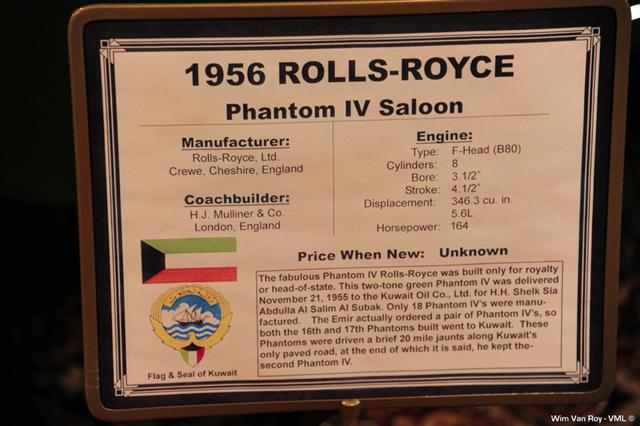 1956 ROLLS-ROYCE
Phantom IV Saloon
Manufacturer:
Rolls-Royce, Ltd.
Crewe, Cheshire, England
Coachbuilder:
H.J. Mulliner & Co.
London, England
Engine:
Type: F-Head (B80)
Cylinders: 8
Bore: 3.1/2"
Stroke: 4.1/2"
Displacement: 346.3 cu. in.
5.6L
Horsepower: 164
Price When New: Unknown
The fabulous Phantom IV Rolls-Royce was built only for royalty
or head-of-state. This two-tone green Phantom IV was delivered
November 21, 1955 to the Kuwait Oil Co., Ltd. for H.H. Shelk Sia
Abdulla Al Salim Al Subak. Only 18 Phantom IV's were manu-
factured. The Emir actually ordered a pair of Phantom IV's, so
both the 16th and 17th Phantoms built went to Kuwait. These
Phantoms were driven a brief 20 mile jaunts along Kuwait's
only paved road, at the end of which it is said, he kept the-
second Phantom IV.
Flag & Seal of Kuwait
Wim Van Roy - VML ©